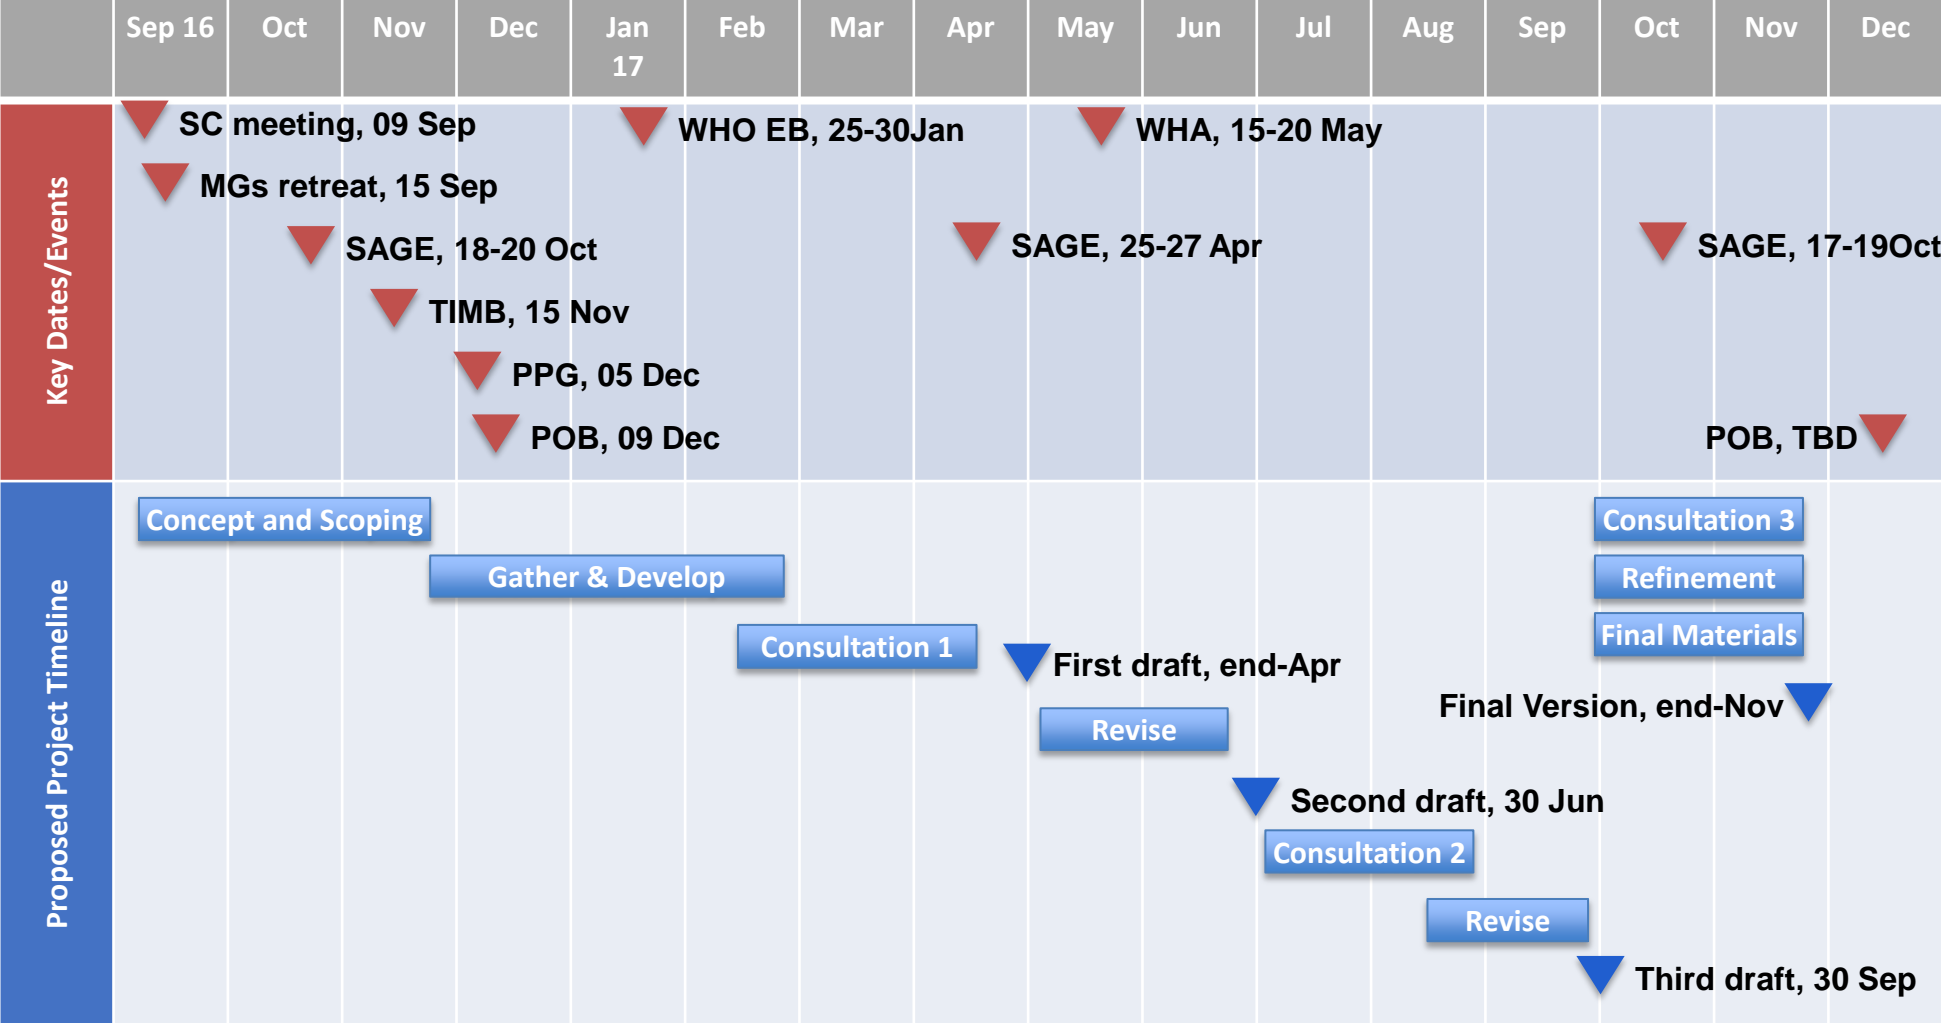 Sep 16
Oct
Nov
Dec
Jan
17
Feb
Mar
Apr
May
Jun
Jul
Aug
Sep
Oct
Nov
Dec
Key Dates/Events
SC meeting, 09 Sep
WHO EB, 25-30Jan
WHA, 15-20 May
MGs retreat, 15 Sep
SAGE, 18-20 Oct
SAGE, 25-27 Apr
SAGE, 17-19Oct
TIMB, 15 Nov
PPG, 05 Dec
POB, 09 Dec
POB, TBD
Proposed Project Timeline
Concept and Scoping
Consultation 3
Gather & Develop
Refinement
Consultation 1
Final Materials
First draft, end-Apr
Final Version, end-Nov
Revise
Second draft, 30 Jun
Consultation 2
Revise
Third draft, 30 Sep